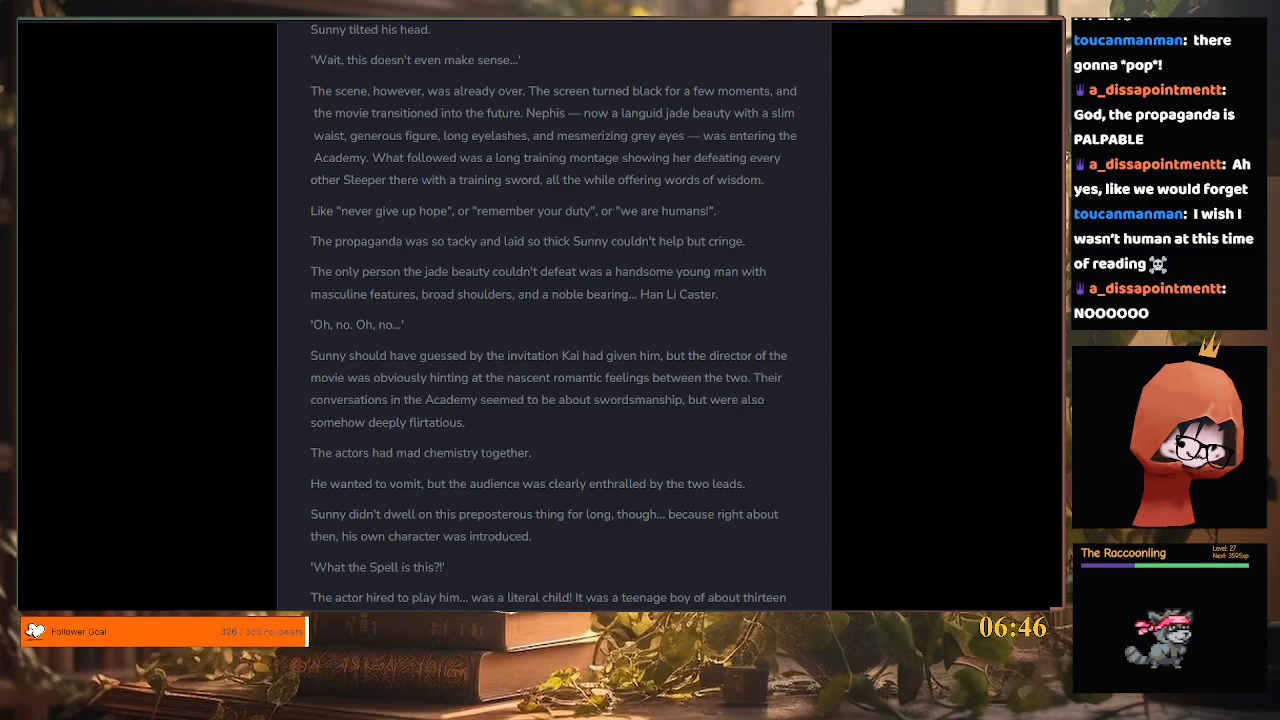 Sunny tilted his head.
'Wait, this doesn't even make sense...'
The scene, however, was already over. The screen turned black for a few moments, and
the movie transitioned into the future. Nephis — now a languid jade beauty with a slim
waist, generous figure, long eyelashes, and mesmerizing grey eyes — was entering the
Academy. What followed was a long training montage showing her defeating every
other Sleeper there with a training sword, all the while offering words of wisdom.
Like "never give up hope", or "remember your duty", or "we are humans!".
The propaganda was so tacky and laid so thick Sunny couldn't help but cringe.
The only person the jade beauty couldn't defeat was a handsome young man with
masculine features, broad shoulders, and a noble bearing... Han Li Caster.
'Oh, no. Oh, no...'
Sunny should have guessed by the invitation Kai had given him, but the director of the
movie was obviously hinting at the nascent romantic feelings between the two. Their
conversations in the Academy seemed to be about swordsmanship, but were also
somehow deeply flirtatious.
The actors had mad chemistry together.
He wanted to vomit, but the audience was clearly enthralled by the two leads.
Sunny didn't dwell on this preposterous thing for long, though... because right about
then, his own character was introduced.
'What the Spell is this?!'
The actor hired to play him... was a literal child! It was a teenage boy of about thirteen
toucanmanman: there
gonna *pop*!
a_dissapointmentt:
God, the propaganda is
PALPABLE
a_dissapointmentt: Ah
yes, like we would forget
toucanmanman: I wish I
wasn't human at this time
of reading ☠️
a_dissapointmentt:
NOOOOOO
The Raccoonling
Level: 27
Next: 3595xp
Follower Goal
326 / 330 Followers
06:46